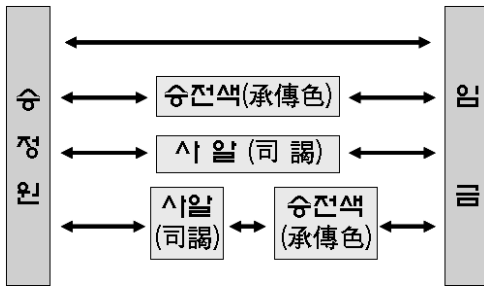 승정원
승전색(承傳色)
사 알 (司 謁)
사알
(司謁)
승전색
(承傳色)
임금